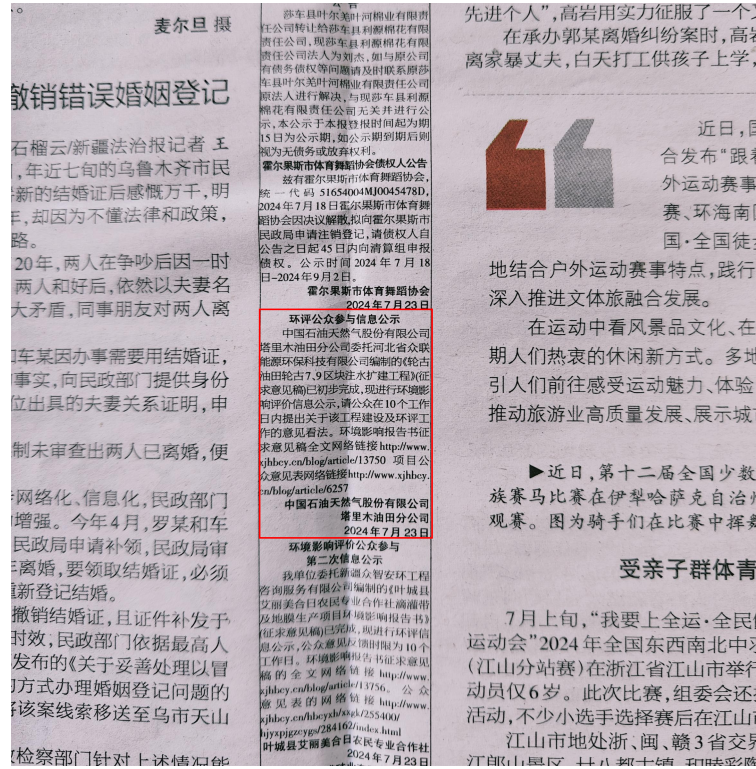 麦尔旦 摄
撤销错误婚姻登记
石榴云/新疆法治报记者 王
,年近七旬的乌鲁木齐市民
新的结婚证后感慨万千,明
,却因为不懂法律和政策,
路。
20年,两人在争吵后因一时
两人和好后,依然以夫妻名
大矛盾,同事朋友对两人离
车某因办事需要用结婚证,
事实,向民政部门提供身份
位出具的夫妻关系证明,申
制未审查出两人已离婚,便
网络化、信息化,民政部门
增强。今年4月,罗某和车
民政局申请补领,民政局审
离婚,要领取结婚证,必须
重新登记结婚。
撤销结婚证,且证件补发于
时效,民政部门依据最高人
发布的《关于妥善处理以冒
方式办理婚姻登记问题的
将该案线索移送至乌市天山
检察部门针对上述情况能
莎车县叶尔羌叶河棉业有限责
任公司转让给莎车县利源棉花有限
责任公司,现莎车县利源棉花有限
责任公司法人为刘杰,如与原公司
有债务债权等问题请及时联系原莎
车县叶尔羌叶河棉业有限责任公司
原法人进行解决,与现莎车县利源
棉花有限责任公司无关并进行公
示,本公示于本报登报时间起为期
15日为公示期,如公示期到期后则
视为无债务或放弃权利。
霍尔果斯市体育舞蹈协会债权人公告
兹有霍尔果斯市体育舞蹈协会,
统一代码51654004MJ0045478D,
2024年7月18日霍尔果斯市体育舞
蹈协会因决议解散,拟向霍尔果斯市
民政局申请注销登记,请债权人自
公告之日起45日内向清算组申报
债权。公示时间2024年7月18
日-2024年9月2日。
霍尔果斯市体育舞蹈协会
2024年7月23日
环评公众参与信息公示
中国石油天然气股份有限公司
塔里木油田分公司委托河北省众联
能源环保科技有限公司编制的《轮古
油田轮古7、9区块注水扩建工程》(征
求意见稿)已初步完成,现进行环境影
响评价信息公示,请公众在10个工作
日内提出关于该工程建设及环评工
作的意见看法。环境影响报告书征
求意见稿全文网络链接http://www.
xjhbcy.cn/blog/article/13750 项目公
众意见表网络链接http://www.xjhbcy.
cn/blog/article/6257
中国石油天然气股份有限公司
塔里木油田分公司
2024年7月23日
环境影响评价公众参与
第二次信息公示
我单位委托新疆众智安环工程
咨询服务有限公司编制的《叶城县
艾丽美合日农民专业合作社滴灌带
及地膜生产项目环境影响报告书》
(征求意见稿)已完成,现进行环评信
息公示,公众意见反馈时限为10个
工作日。环境影响报告书征求意见
稿的全文网络链接http://www.
xjhbcy.cn/blog/article/13756。公众
意见表的网络链接http://www.
xjhbcy.cn/hbcyxh/xxgk/255400/
hjyxpjgzcygs/284162/index.html
叶城县艾丽美合日农民专业合作社
2024年7月23日
先进个人”,高岩用实力征服了一个
在承办郭某离婚纠纷案时,高岩
离家暴丈夫,白天打工供孩子上学,
近日,国
合发布“跟着
外运动赛事
赛、环海南
国·全国徒步
地结合户外运动赛事特点,践行
深入推进文体旅融合发展。
在运动中看风景品文化、在
期人们热衷的休闲新方式。多地
引人们前往感受运动魅力、体验
推动旅游业高质量发展、展示城
▶近日,第十二届全国少数
族赛马比赛在伊犁哈萨克自治州
观赛。图为骑手们在比赛中挥
受亲子群体青
7月上旬,“我要上全运·全民健
运动会”2024年全国东西南北中
(江山分站赛)在浙江省江山市举行
动员仅6岁。此次比赛,组委会还
活动,不少小选手选择赛后在江山
江山市地处浙、闽、赣3省交界
江郎山景区、廿八都古镇、和睦彩陶